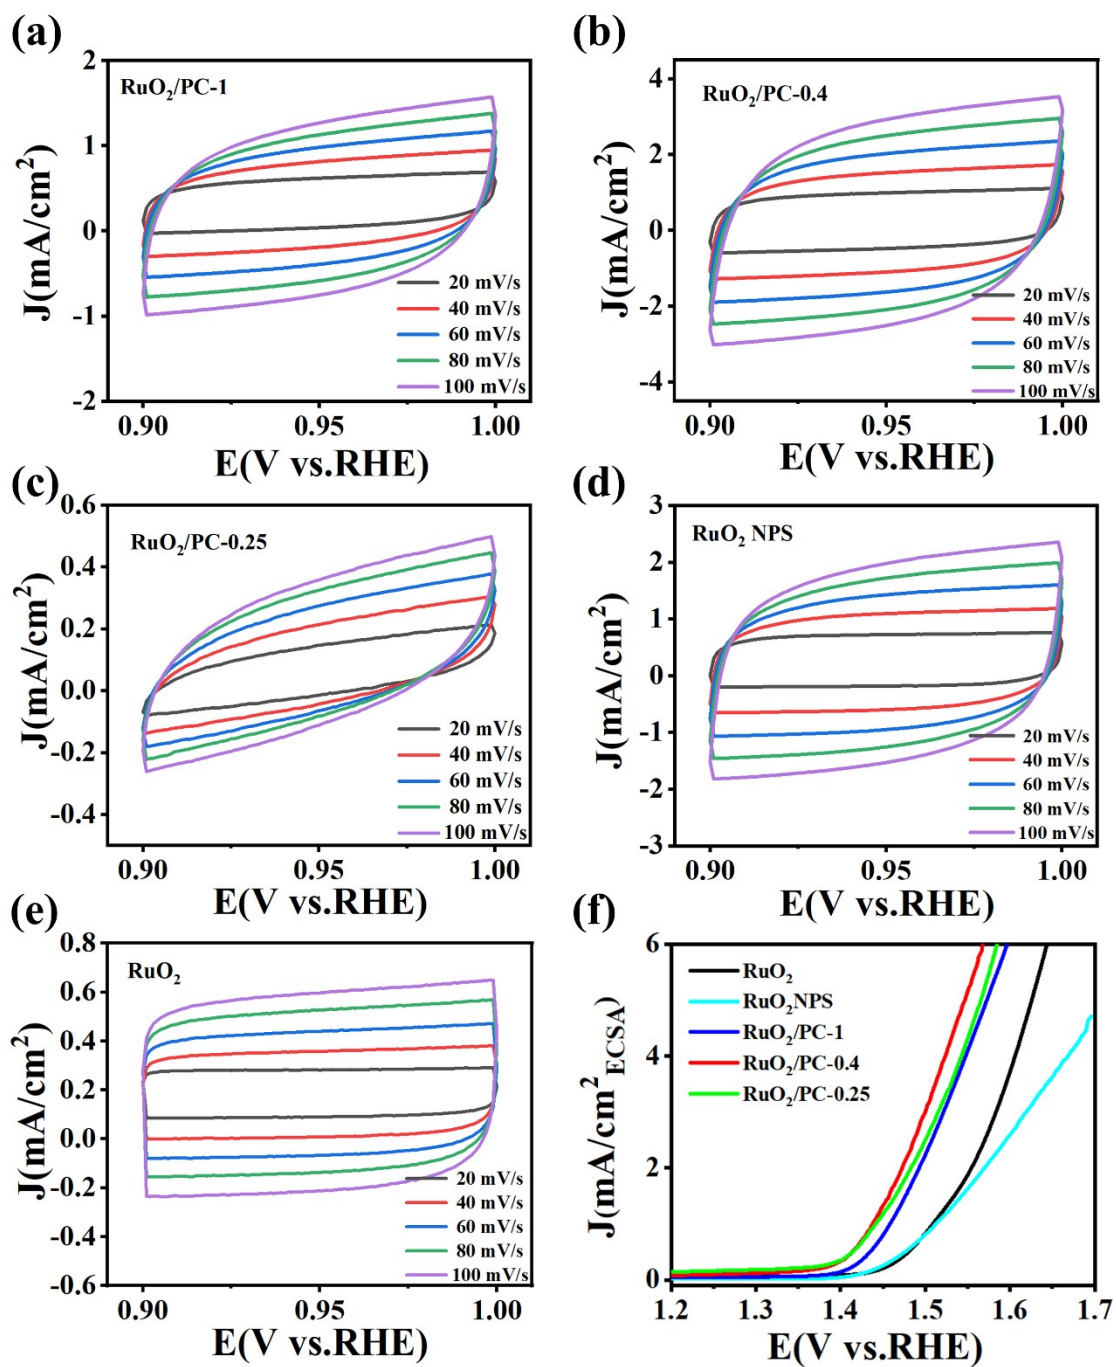 (a)
RuO2/PC-1
J(mA/cm2)
2
1
0
-1
-2
20 mV/s
40 mV/s
60 mV/s
80 mV/s
100 mV/s
0.90
0.95
1.00
E(V vs.RHE)
(b)
RuO2/PC-0.4
J(mA/cm2)
4
2
0
-2
-4
20 mV/s
40 mV/s
60 mV/s
80 mV/s
100 mV/s
0.90
0.95
1.00
E(V vs.RHE)
(c)
RuO2/PC-0.25
J(mA/cm2)
0.6
0.4
0.2
0.0
-0.2
-0.4
20 mV/s
40 mV/s
60 mV/s
80 mV/s
100 mV/s
0.90
0.95
1.00
E(V vs.RHE)
(d)
RuO2 NPS
J(mA/cm2)
3
2
1
0
-1
-2
-3
20 mV/s
40 mV/s
60 mV/s
80 mV/s
100 mV/s
0.90
0.95
1.00
E(V vs.RHE)
(e)
RuO2
J(mA/cm2)
0.8
0.6
0.4
0.2
0.0
-0.2
-0.4
-0.6
20 mV/s
40 mV/s
60 mV/s
80 mV/s
100 mV/s
0.90
0.95
1.00
E(V vs.RHE)
(f)
J(mA/cm2ECSA)
6
4
2
0
RuO2
RuO2NPS
RuO2/PC-1
RuO2/PC-0.4
RuO2/PC-0.25
1.2
1.3
1.4
1.5
1.6
1.7
E(V vs.RHE)